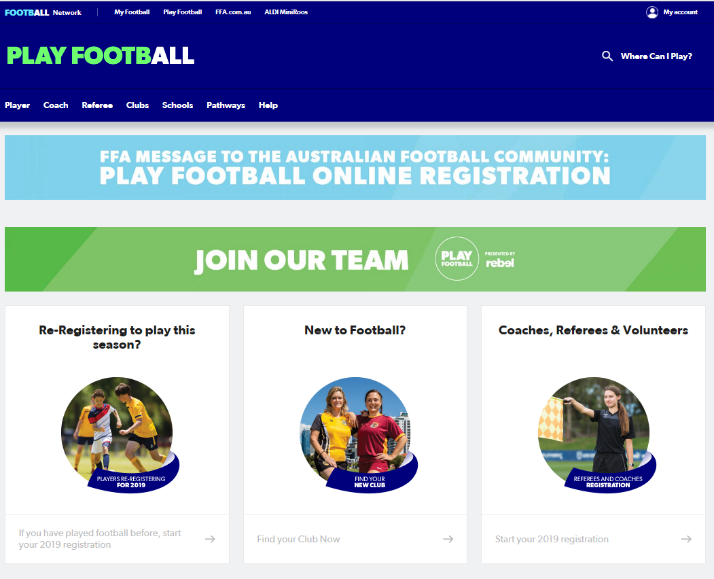 FOOTBALL Network
My Football
Play Football
FFA.com.au
ALDI MiniRoos
My account
PLAY FOOTBALL
Where Can I Play?
Player
Coach
Referee
Clubs
Schools
Pathways
Help
FFA MESSAGE TO THE AUSTRALIAN FOOTBALL COMMUNITY:
PLAY FOOTBALL ONLINE REGISTRATION
JOIN OUR TEAM
PLAY
FOOTBALL
PRESENTED BY
rebel
Re-Registering to play this
season?
PLAYERS RE-REGISTERING
FOR 2019
If you have played football before, start
your 2019 registration
New to Football?
FIND YOUR
NEW CLUB
Find your Club Now
Coaches, Referees & Volunteers
REFEREES AND COACHES
REGISTRATION
Start your 2019 registration